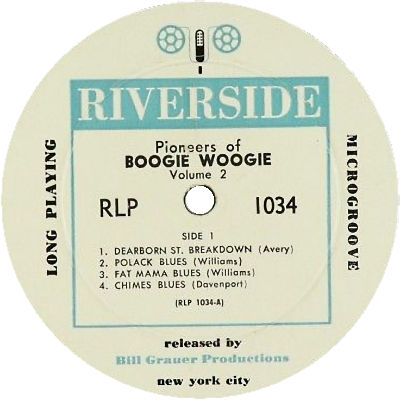 RIVERSIDE
Pioneers of
BOOGIE WOOGIE
Volume 2
RLP 1034
LONG PLAYING
MICROGROOVE
SIDE 1
1. DEARBORN ST. BREAKDOWN (Avery)
2. POLACK BLUES (Williams)
3. FAT MAMA BLUES (Williams)
4. CHIMES BLUES (Davenport)
(RLP 1034-A)
released by
Bill Grauer Productions
new york city